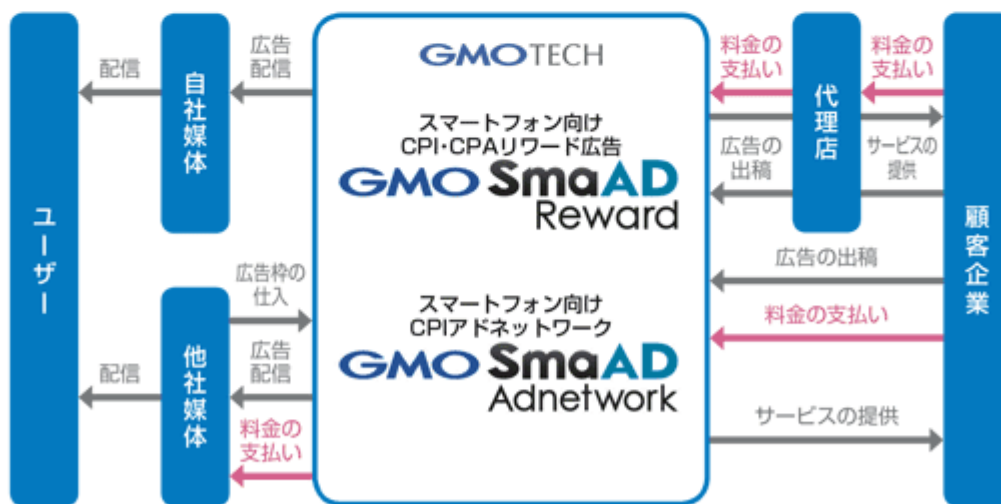 ユーザー
配信
自社媒体
広告
配信
配信
他社媒体
広告枠の
仕入
広告
配信
料金の
支払い
GMOTECH
スマートフォン向け
CPI・CPAリワード広告
GMO SmaAD
Reward
スマートフォン向け
CPIアドネットワーク
GMO SmaAD
Adnetwork
料金の
支払い
広告の
出稿
代理店
料金の
支払い
サービスの
提供
広告の出稿
料金の支払い
サービスの提供
顧客企業